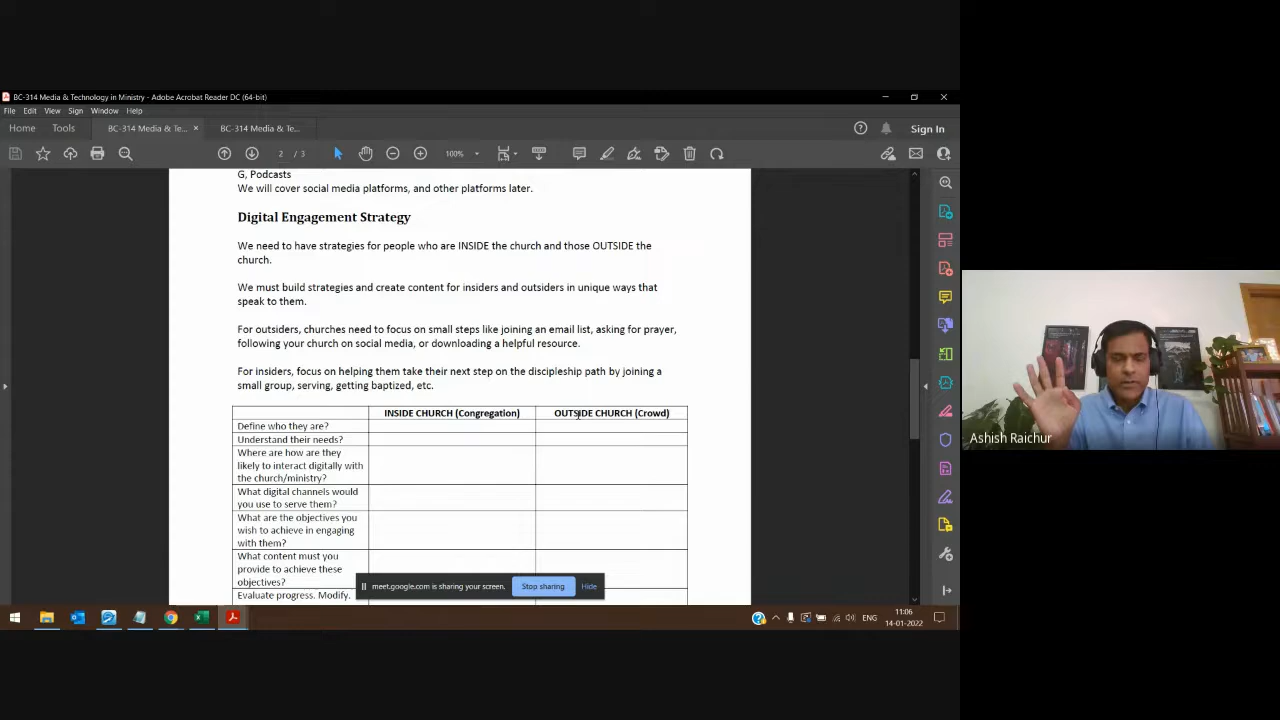 BC-314 Media & Technology in Ministry - Adobe Acrobat Reader DC (64-bit)
File Edit View Sign Window Help
Home Tools BC-314 Media & Te... × BC-314 Media & Te... Sign In
2 / 3 100%
G, Podcasts
We will cover social media platforms, and other platforms later.
Digital Engagement Strategy
We need to have strategies for people who are INSIDE the church and those OUTSIDE the
church.
We must build strategies and create content for insiders and outsiders in unique ways that
speak to them.
For outsiders, churches need to focus on small steps like joining an email list, asking for prayer,
following your church on social media, or downloading a helpful resource.
For insiders, focus on helping them take their next step on the discipleship path by joining a
small group, serving, getting baptized, etc.
INSIDE CHURCH (Congregation) OUTSIDE CHURCH (Crowd)
Define who they are?
Understand their needs?
Where are how are they
likely to interact digitally with
the church/ministry?
What digital channels would
you use to serve them?
What are the objectives you
wish to achieve in engaging
with them?
What content must you
provide to achieve these
objectives?
Evaluate progress. Modify.
meet.google.com is sharing your screen. Stop sharing Hide
ENG 11:06
14-01-2022
Ashish Raichur